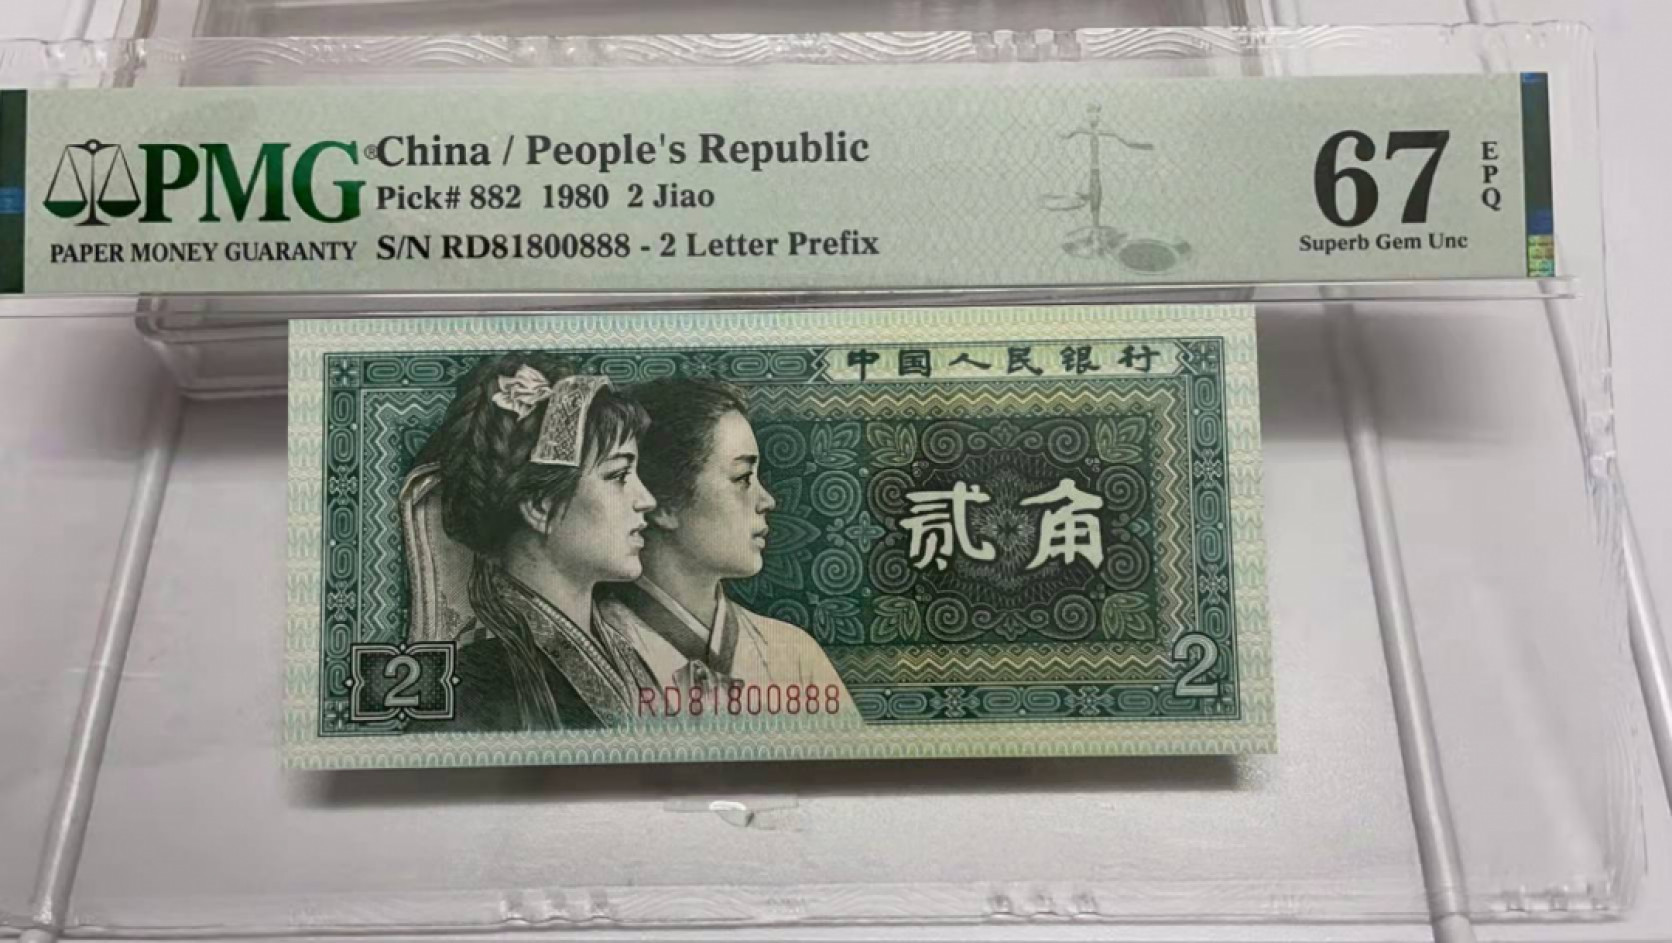 PMG®
PAPER MONEY GUARANTY
China / People's Republic
Pick# 882 1980 2 Jiao
S/N RD81800888 - 2 Letter Prefix
67
EPQ
Superb Gem Unc
中国人民银行
贰角
2
2
RD81800888